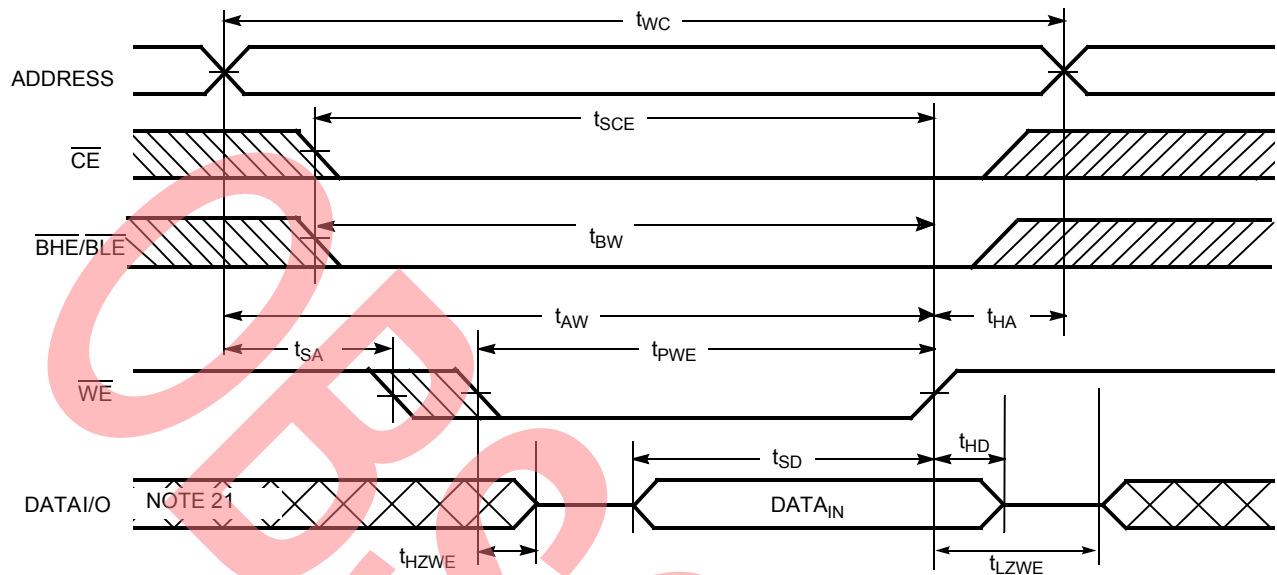 tWC
ADDRESS
tSCE
CE
BHE/BLE
tBW
tAW
tHA
tSA
tPWE
WE
tSD
tHD
DATAI/O
NOTE 21
DATAIN
tHZWE
tLZWE